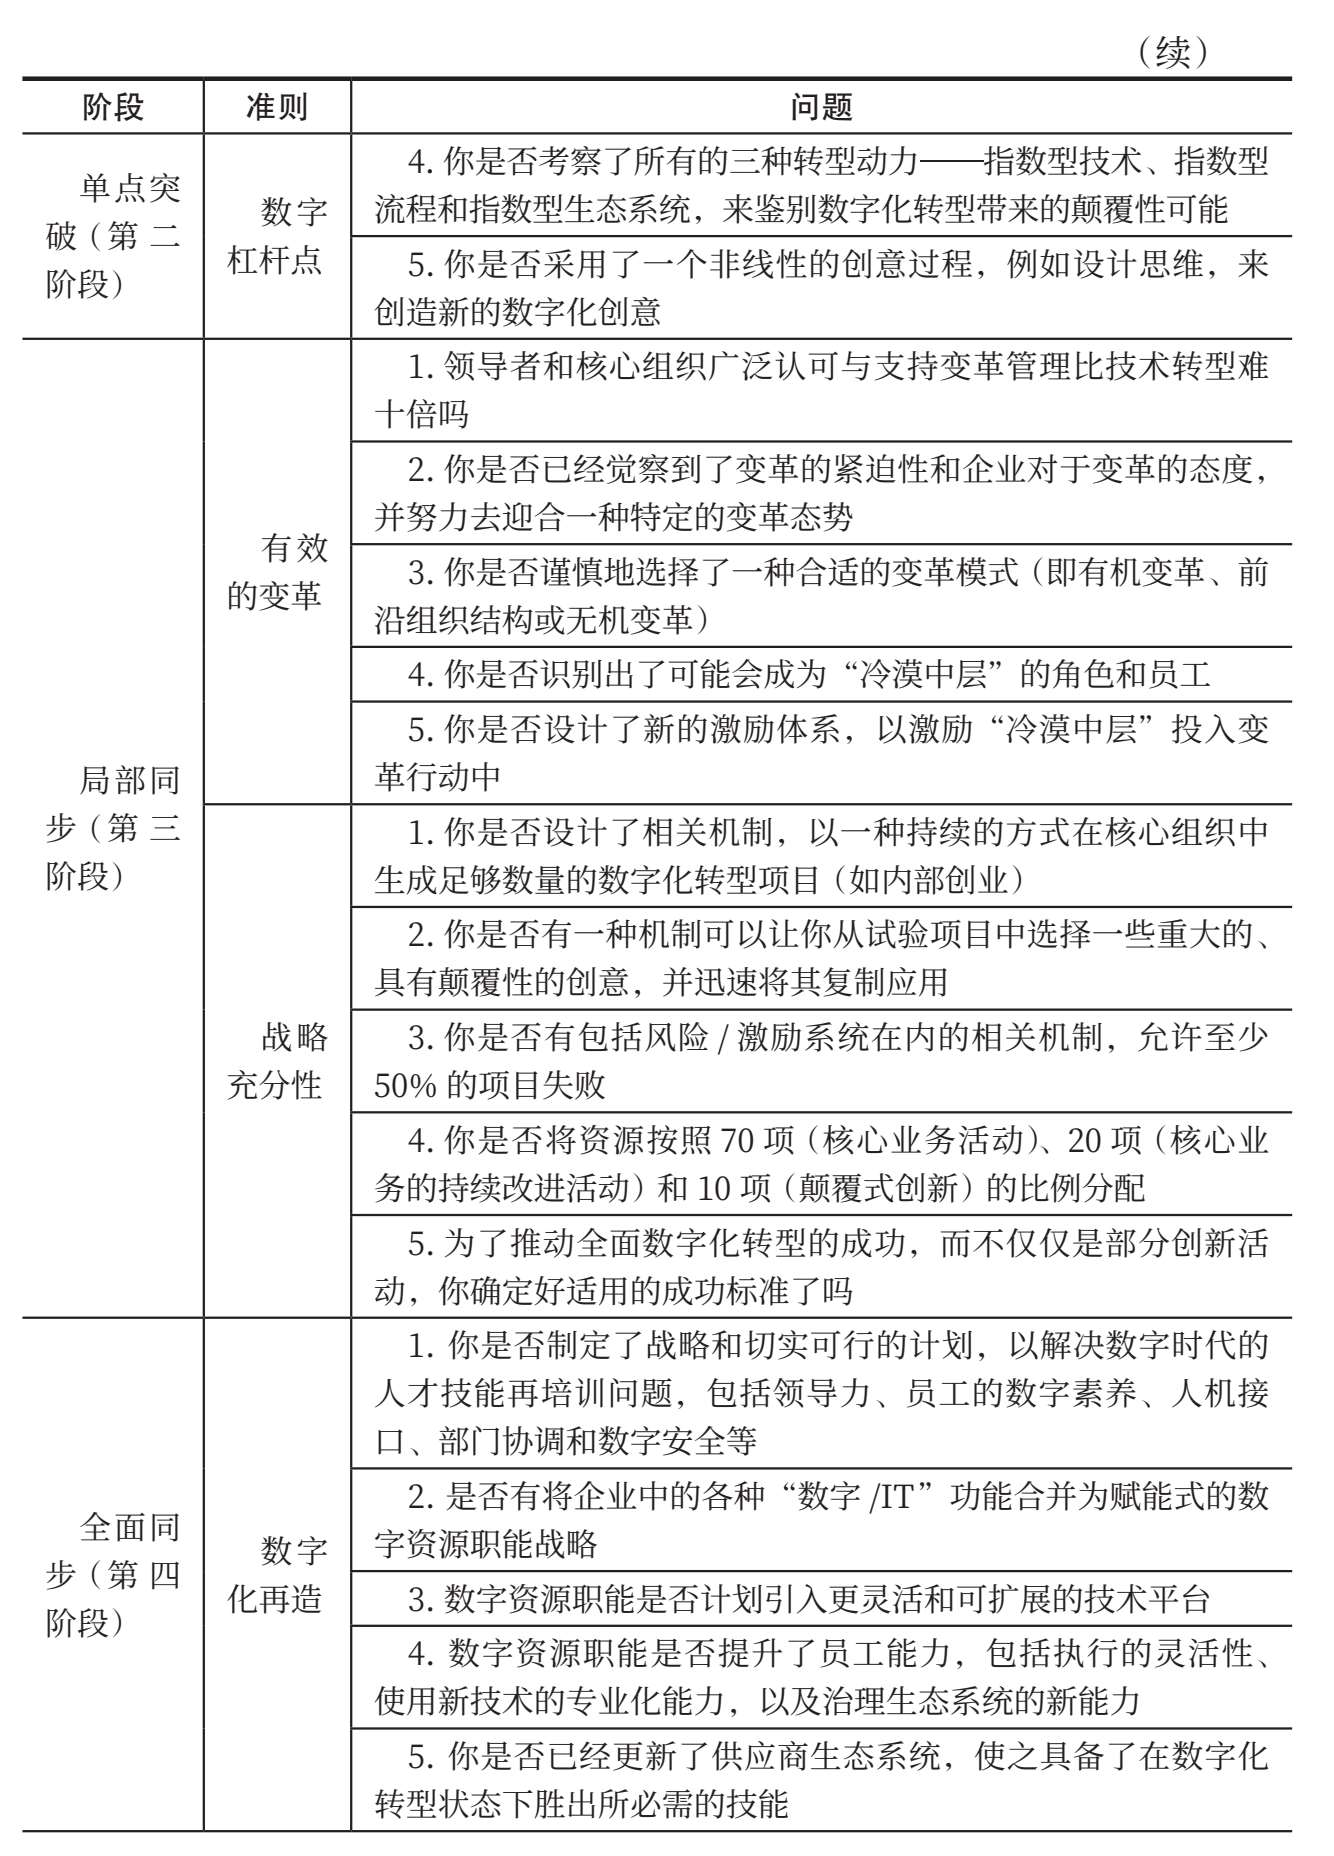 （续）
阶段 准则 问题
单点突
破（第 二
阶段）
数字
杠杆点
4. 你是否考察了所有的三种转型动力——指数型技术、指数型
流程和指数型生态系统，来鉴别数字化转型带来的颠覆性可能
5. 你是否采用了一个非线性的创意过程，例如设计思维，来
创造新的数字化创意
局部同
步（第 三
阶段）
有效
的变革
1. 领导者和核心组织广泛认可与支持变革管理比技术转型难
十倍吗
2. 你是否已经觉察到了变革的紧迫性和企业对于变革的态度，
并努力去迎合一种特定的变革态势
3. 你是否谨慎地选择了一种合适的变革模式（即有机变革、前
沿组织结构或无机变革）
4. 你是否识别出了可能会成为“冷漠中层”的角色和员工
5. 你是否设计了新的激励体系，以激励“冷漠中层”投入变
革行动中
战略
充分性
1. 你是否设计了相关机制，以一种持续的方式在核心组织中
生成足够数量的数字化转型项目（如内部创业）
2. 你是否有一种机制可以让你从试验项目中选择一些重大的、
具有颠覆性的创意，并迅速将其复制应用
3. 你是否有包括风险 / 激励系统在内的相关机制，允许至少
50% 的项目失败
4. 你是否将资源按照 70 项（核心业务活动）、20 项（核心业
务的持续改进活动）和 10 项（颠覆式创新）的比例分配
5. 为了推动全面数字化转型的成功，而不仅仅是部分创新活
动，你确定好适用的成功标准了吗
全面同
步（第 四
阶段）
数字
化再造
1. 你是否制定了战略和切实可行的计划，以解决数字时代的
人才技能再培训问题，包括领导力、员工的数字素养、人机接
口、部门协调和数字安全等
2. 是否有将企业中的各种“数字 /IT”功能合并为赋能式的数
字资源职能战略
3. 数字资源职能是否计划引入更灵活和可扩展的技术平台
4. 数字资源职能是否提升了员工能力，包括执行的灵活性、
使用新技术的专业化能力，以及治理生态系统的新能力
5. 你是否已经更新了供应商生态系统，使之具备了在数字化
转型状态下胜出所必需的技能